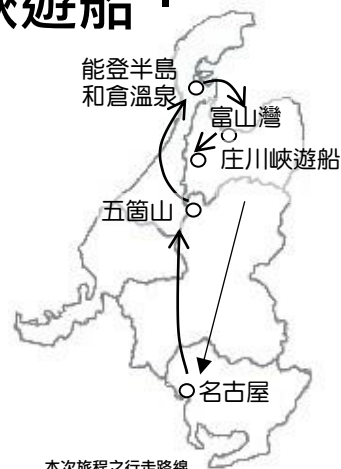 遊船
能登半島
和倉溫泉
富山灣
庄川峽遊船
五箇山
名古屋
本次旅程之行走路線